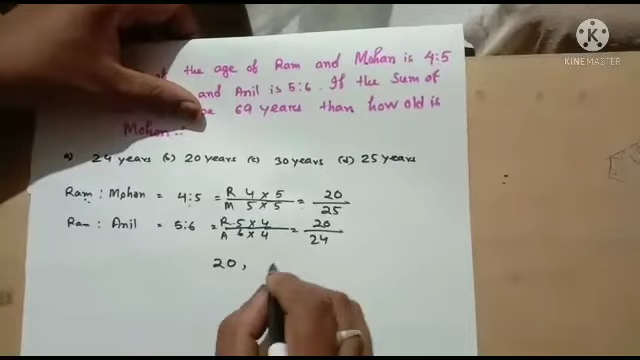 the age of Ram and Mohan is 4:5
and Anil is 5:6. If the Sum of
69 years than how old is
Mohan:-
a) 24 years (b) 20 years (c) 30 years (d) 25 years
Ram : Mohan = 4:5 = R 4 × 5 / M 5 × 5 = 20 / 25
Ram : Anil = 5:6 = R 5 × 4 / A 6 × 4 = 20 / 24
20,
KINEMASTER